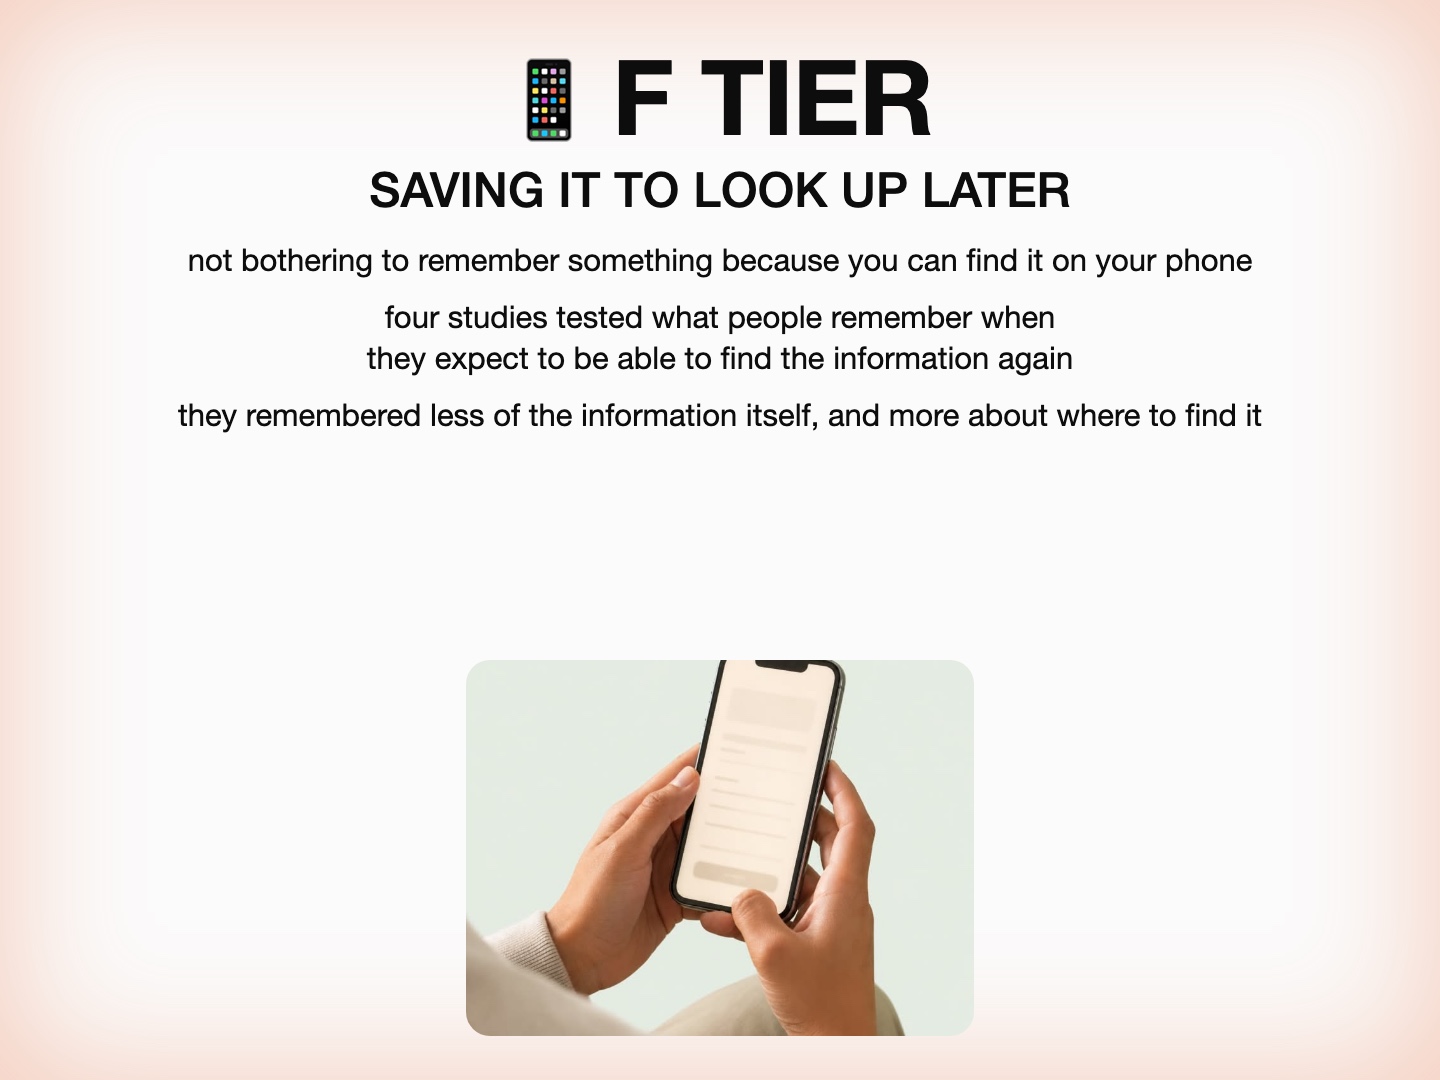 📱 F TIER
SAVING IT TO LOOK UP LATER
not bothering to remember something because you can find it on your phone
four studies tested what people remember when
they expect to be able to find the information again
they remembered less of the information itself, and more about where to find it